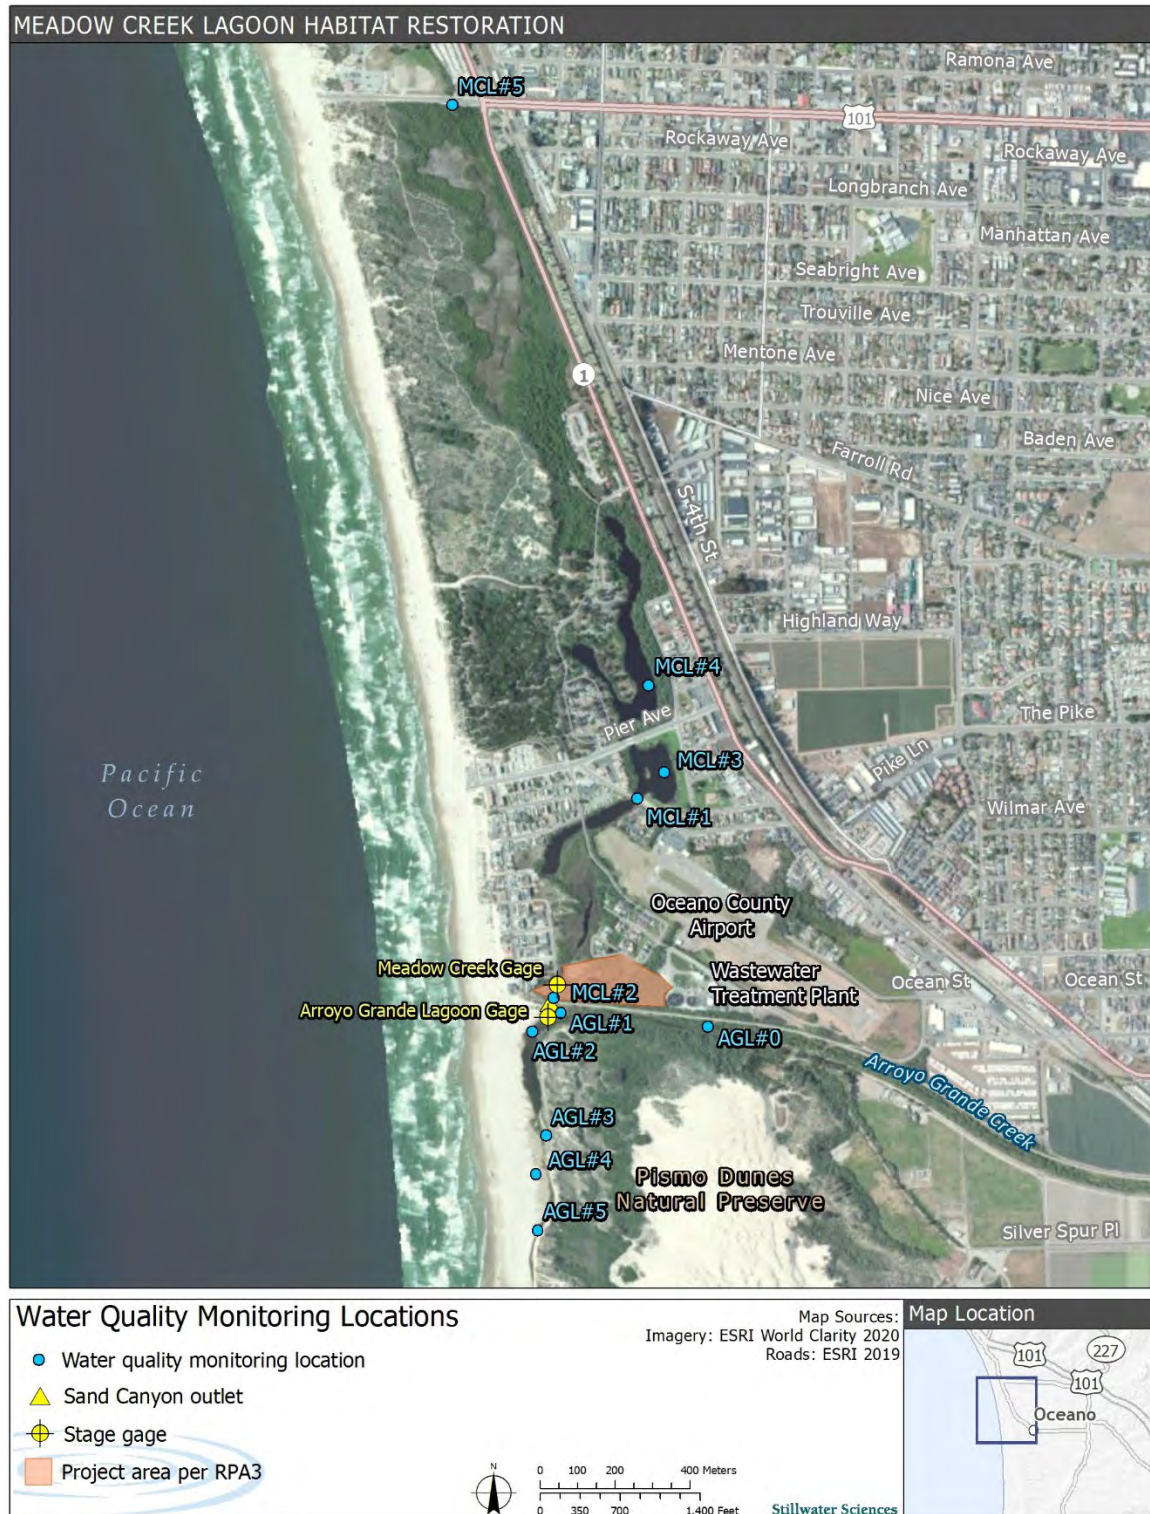 MEADOW CREEK LAGOON HABITAT RESTORATION
Ramona Ave
MCL#5
101
Rockaway Ave
Rockaway Ave
Longbranch Ave
Manhattan Ave
Seabright Ave
Trouville Ave
Mentone Ave
1
Nice Ave
Baden Ave
Farroll Rd
S 4th St
Highland Way
MCL#4
Pier Ave
The Pike
MCL#3
Pike Ln
Pacific
Ocean
Wilmar Ave
MCL#1
Oceano County
Airport
Meadow Creek Gage
Wastewater
Treatment Plant
Ocean St
Ocean St
MCL#2
Arroyo Grande Lagoon Gage
AGL#1
AGL#0
AGL#2
Arroyo Grande Creek
AGL#3
AGL#4
Pismo Dunes
Natural Preserve
AGL#5
Silver Spur Pl
Water Quality Monitoring Locations
Water quality monitoring location
Sand Canyon outlet
Stage gage
Project area per RPA3
Map Sources:
Imagery: ESRI World Clarity 2020
Roads: ESRI 2019
N
0 100 200 400 Meters
0 350 700 1,400 Feet
Stillwater Sciences
Map Location
101
227
101
Oceano